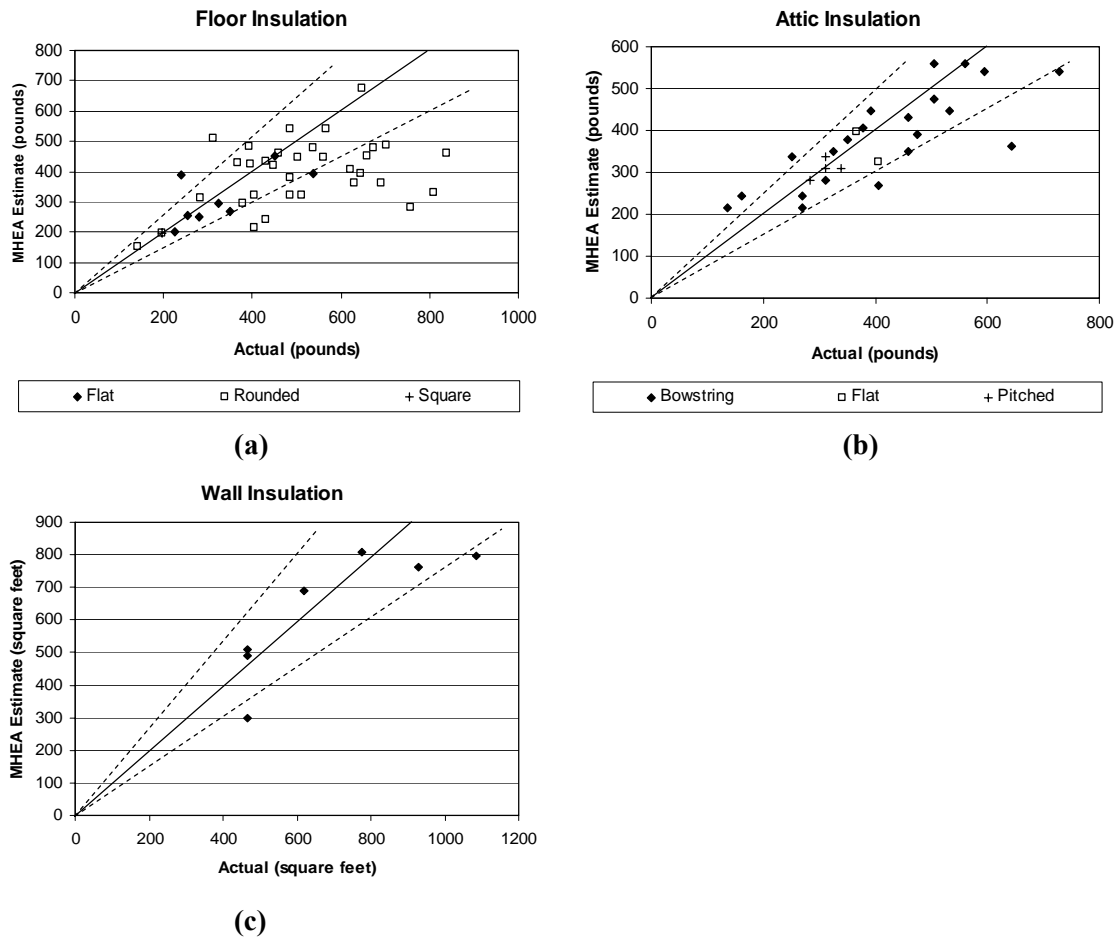 Floor Insulation
800
700
600
500
400
300
200
100
0
MHEA Estimate (pounds)
0 200 400 600 800 1000
Actual (pounds)
Flat Rounded Square
(a)
Attic Insulation
600
500
400
300
200
100
0
MHEA Estimate (pounds)
0 200 400 600 800
Actual (pounds)
Bowstring Flat Pitched
(b)
Wall Insulation
900
800
700
600
500
400
300
200
100
0
MHEA Estimate (square feet)
0 200 400 600 800 1000 1200
Actual (square feet)
(c)